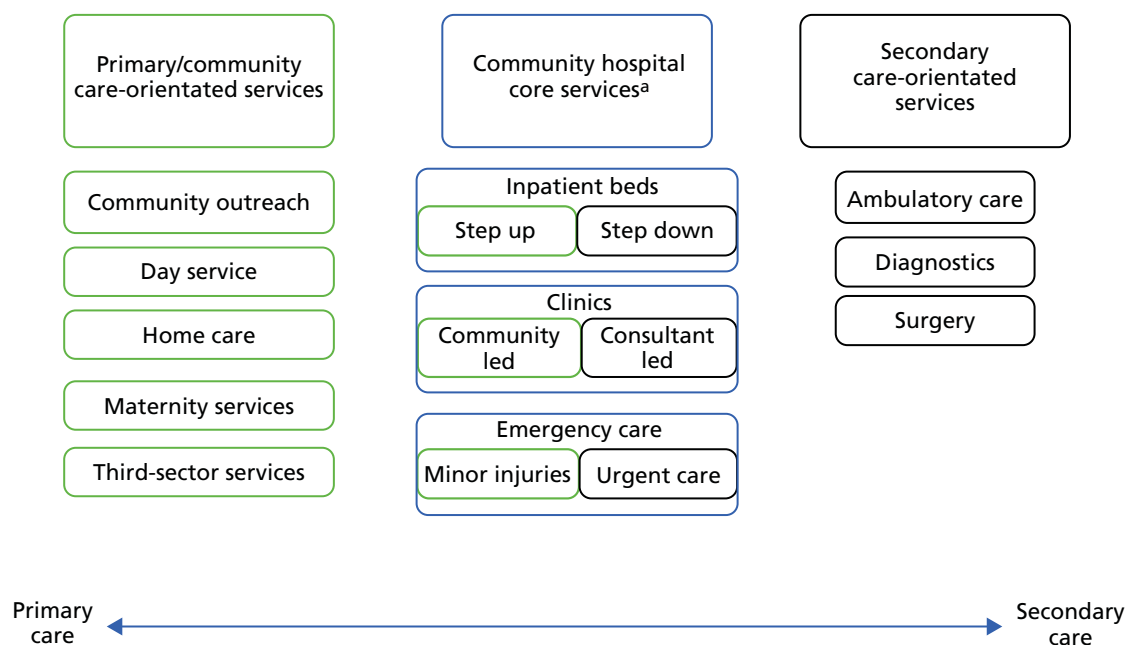 Primary/community
care-orientated services
Community hospital
core servicesa
Secondary
care-orientated
services
Community outreach
Day service
Home care
Maternity services
Third-sector services
Inpatient beds
Step up
Step down
Clinics
Community
led
Consultant
led
Emergency care
Minor injuries
Urgent care
Ambulatory care
Diagnostics
Surgery
Primary
care
Secondary
care